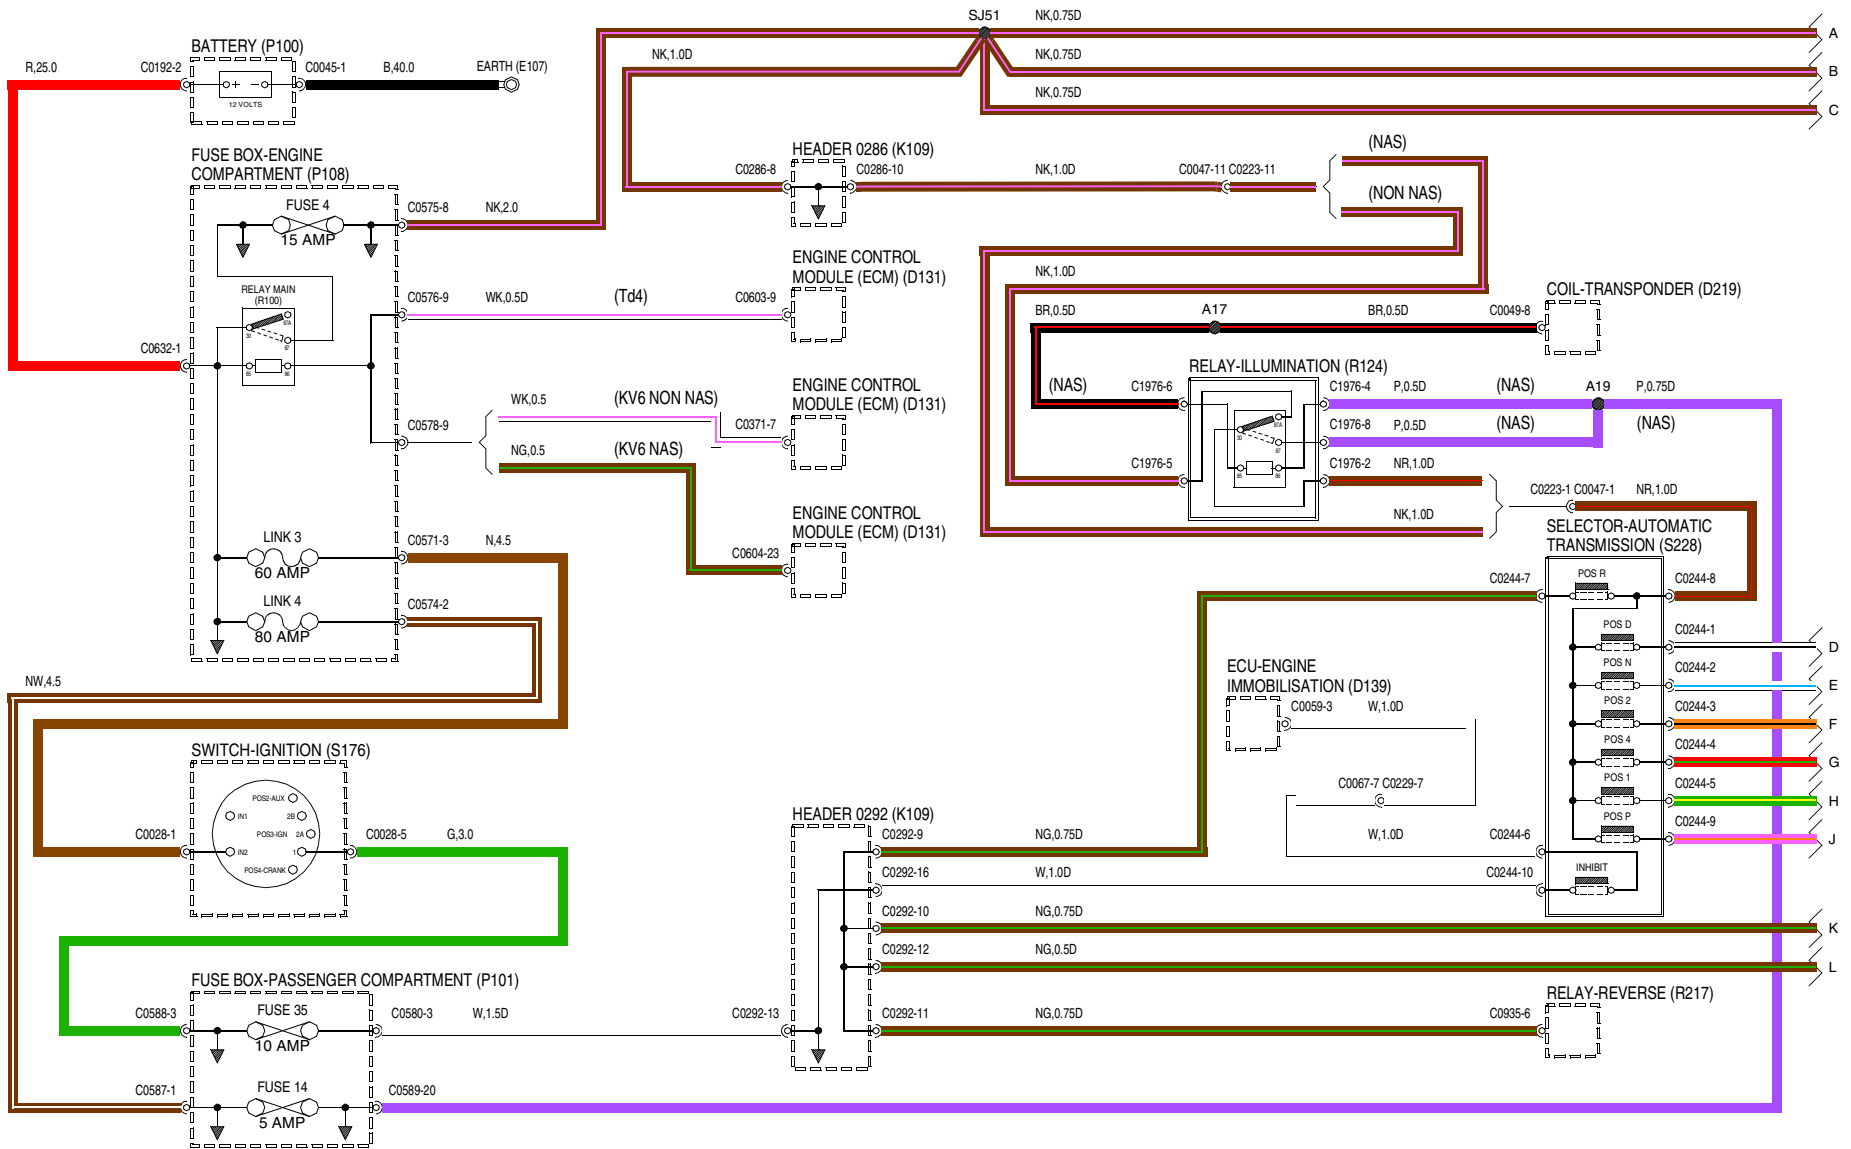 SJ51
NK,0.75D
A
BATTERY (P100)
R,25.0
C0192-2
C0045-1
B,40.0
EARTH (E107)
12 VOLTS
NK,1.0D
NK,0.75D
B
NK,0.75D
C
FUSE BOX-ENGINE
COMPARTMENT (P108)
FUSE 4
15 AMP
C0575-8
NK,2.0
RELAY MAIN
(R100)
87A
30
87
85
86
C0632-1
C0576-9
WK,0.5D
(Td4)
C0603-9
C0578-9
WK,0.5
(KV6 NON NAS)
C0371-7
NG,0.5
(KV6 NAS)
C0604-23
LINK 3
60 AMP
C0571-3
N,4.5
LINK 4
80 AMP
C0574-2
NW,4.5
HEADER 0286 (K109)
C0286-8
C0286-10
NK,1.0D
C0047-11 C0223-11
(NAS)
(NON NAS)
ENGINE CONTROL
MODULE (ECM) (D131)
ENGINE CONTROL
MODULE (ECM) (D131)
ENGINE CONTROL
MODULE (ECM) (D131)
NK,1.0D
BR,0.5D
A17
BR,0.5D
C0049-8
COIL-TRANSPONDER (D219)
RELAY-ILLUMINATION (R124)
(NAS)
C1976-6
C1976-4
P,0.5D
(NAS)
A19
P,0.75D
C1976-8
P,0.5D
(NAS)
(NAS)
87A
30
87
85
86
C1976-5
C1976-2
NR,1.0D
NK,1.0D
C0223-1 C0047-1
NR,1.0D
SELECTOR-AUTOMATIC
TRANSMISSION (S228)
C0244-7
POS R
C0244-8
POS D
C0244-1
D
POS N
C0244-2
E
POS 2
C0244-3
F
POS 4
C0244-4
G
POS 1
C0244-5
H
POS P
C0244-9
J
INHIBIT
ECU-ENGINE
IMMOBILISATION (D139)
C0059-3
W,1.0D
C0067-7 C0229-7
W,1.0D
C0244-6
C0244-10
SWITCH-IGNITION (S176)
POS2-AUX
IN1
2B
POS3-IGN
2A
IN2
1
POS4-CRANK
C0028-1
C0028-5
G,3.0
HEADER 0292 (K109)
C0292-9
NG,0.75D
C0292-16
W,1.0D
C0292-10
NG,0.75D
K
C0292-12
NG,0.5D
L
C0292-13
C0292-11
NG,0.75D
C0935-6
RELAY-REVERSE (R217)
FUSE BOX-PASSENGER COMPARTMENT (P101)
C0588-3
FUSE 35
10 AMP
C0580-3
W,1.5D
C0587-1
FUSE 14
5 AMP
C0589-20